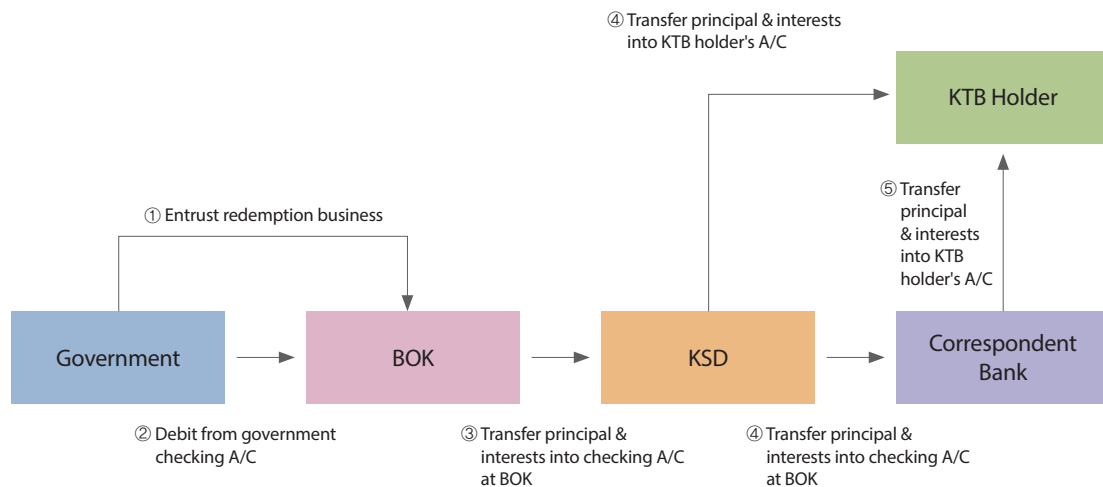 ④ Transfer principal & interests
into KTB holder's A/C
KTB Holder
① Entrust redemption business
⑤ Transfer
principal
& interests
into KTB
holder's A/C
Government
BOK
KSD
Correspondent
Bank
② Debit from government
checking A/C
③ Transfer principal &
interests into checking A/C
at BOK
④ Transfer principal &
interests into checking A/C
at BOK